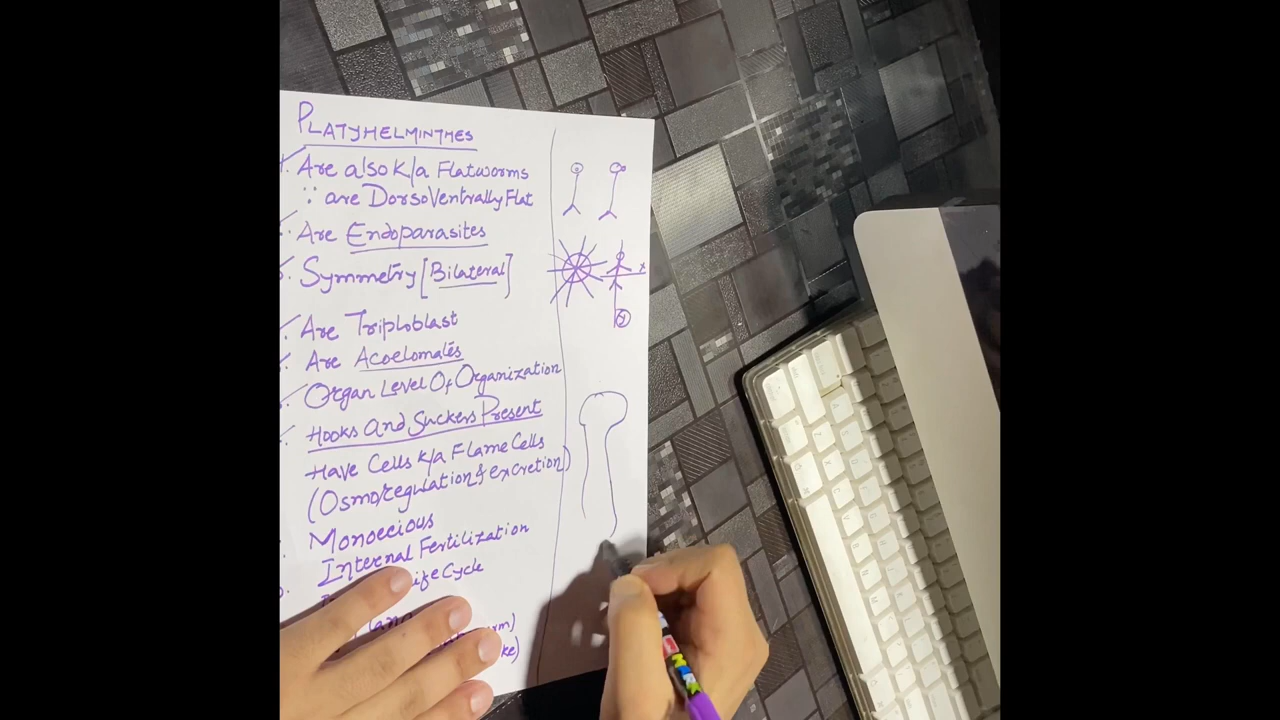 PLATYHELMINTHES
Are also K/a Flatworms
∵ are DorsoVentrally Flat
Are Endoparasites
Symmetry [Bilateral]
Are Triploblast
Are Acoelomates
Organ Level Of Organization
Hooks And Suckers Present
Have Cells k/a Flame Cells
(Osmoregulation & excretion)
Monoecious
Internal Fertilization
Cycle